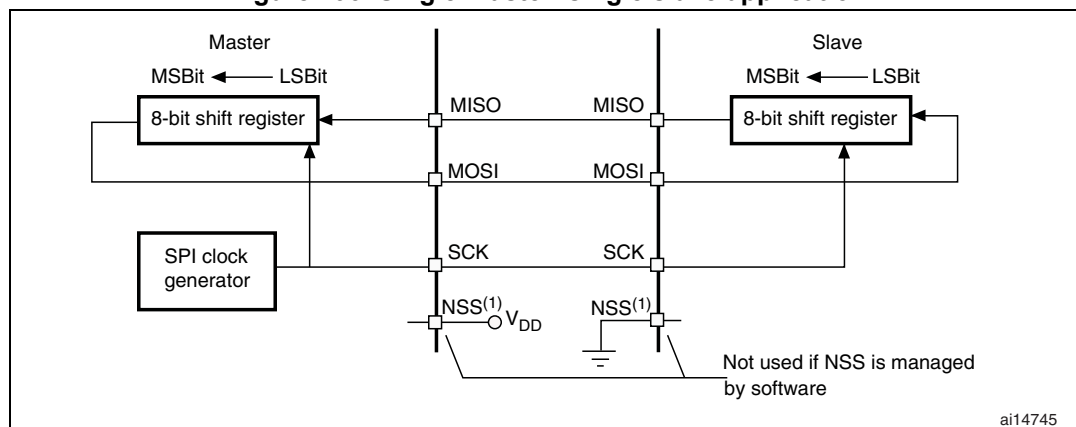 Master
MSBit LSBit
8-bit shift register
SPI clock
generator
MISO
MOSI
SCK
NSS(1)
VDD
MISO
MOSI
SCK
NSS(1)
Slave
MSBit LSBit
8-bit shift register
Not used if NSS is managed
by software
ai14745